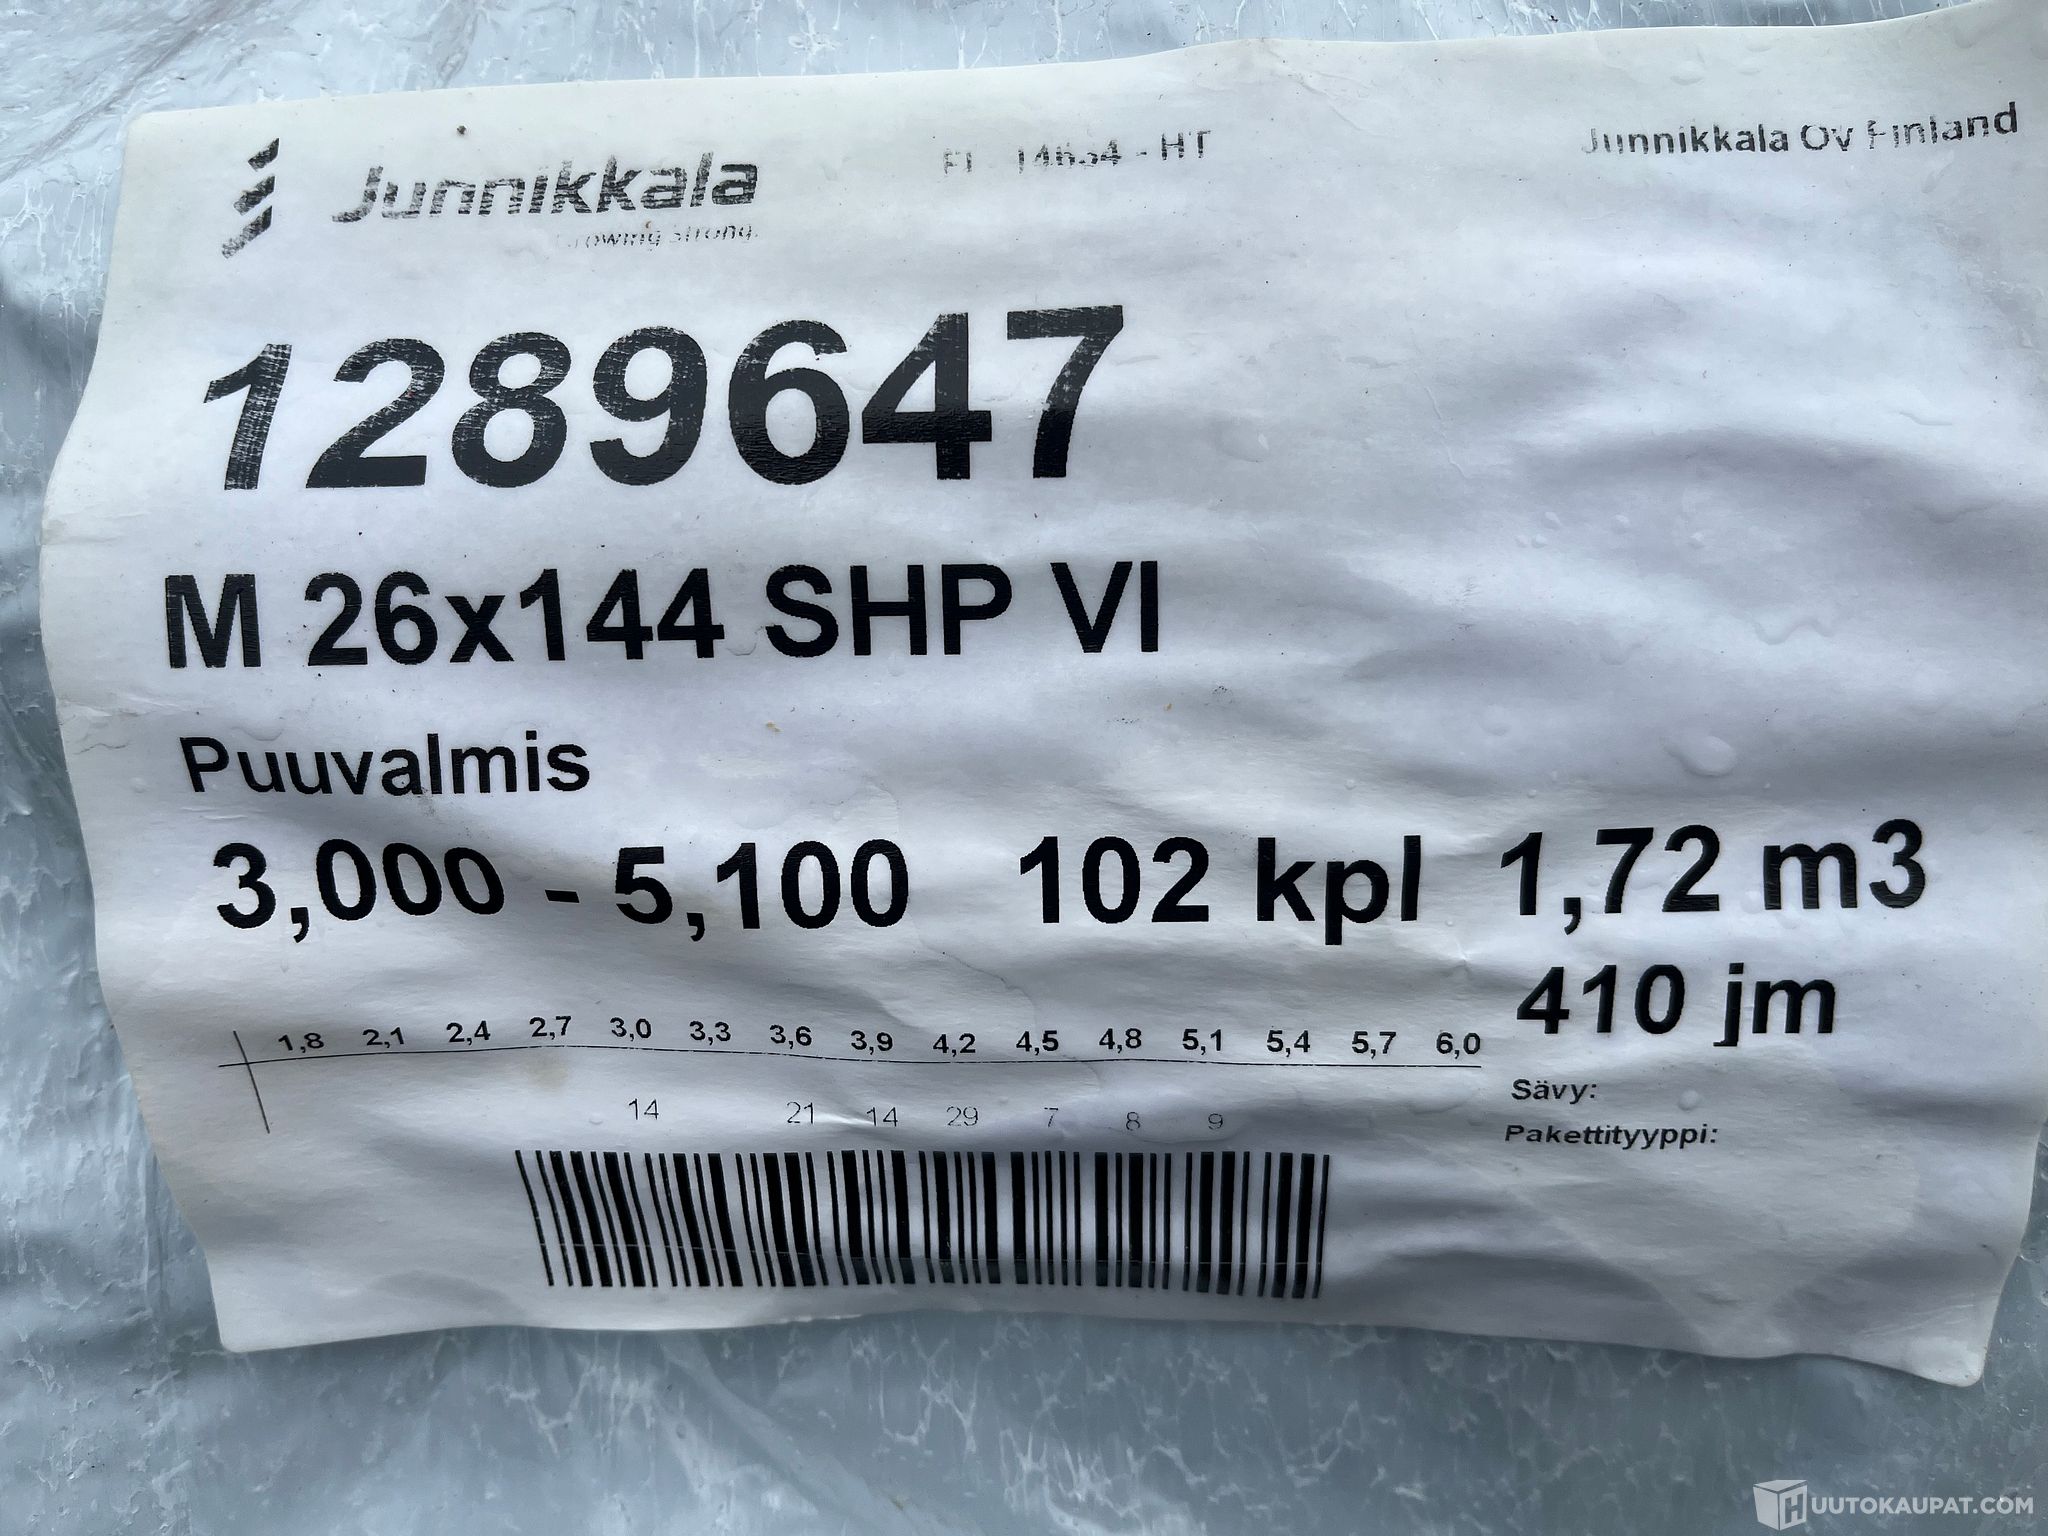 Junnikkala
Growing Strong.
FI - 14634 - HT
Junnikkala Oy Finland
1289647
M 26x144 SHP VI
Puuvalmis
3,000 - 5,100 102 kpl 1,72 m3
410 jm
1,8 2,1 2,4 2,7 3,0 3,3 3,6 3,9 4,2 4,5 4,8 5,1 5,4 5,7 6,0
14 21 14 29 7 8 9
Sävy:
Pakettityyppi:
HUUTOKAUPAT.COM